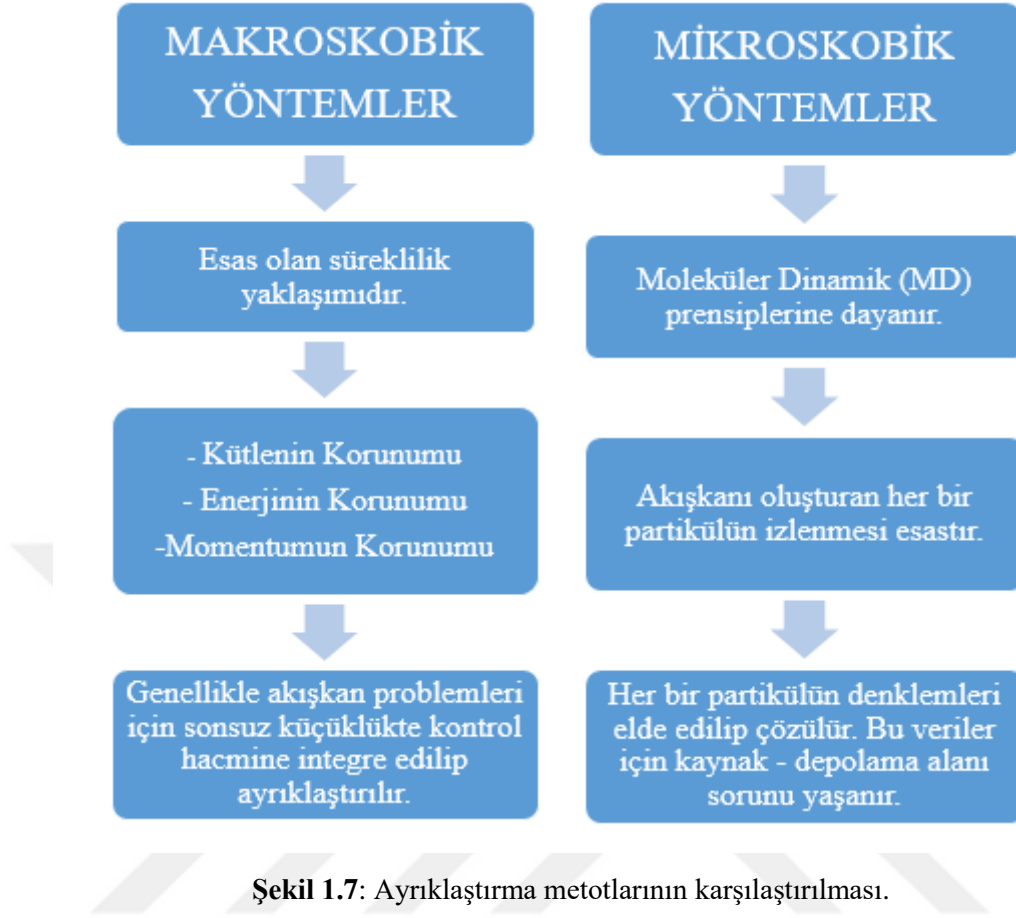 MAKROSKOBİK
YÖNTEMLER
Esas olan süreklilik
yaklaşımıdır.
- Kütlenin Korunumu
- Enerjinin Korunumu
-Momentumun Korunumu
Genellikle akışkan problemleri
için sonsuz küçüklükte kontrol
hacmine integre edilip
ayrıklaştırılır.
MİKROSKOBİK
YÖNTEMLER
Moleküler Dinamik (MD)
prensiplerine dayanır.
Akışkanı oluşturan her bir
partikülün izlenmesi esastır.
Her bir partikülün denklemleri
elde edilip çözülür. Bu veriler
için kaynak - depolama alanı
sorunu yaşanır.
Şekil 1.7: Ayrıklaştırma metotlarının karşılaştırılması.